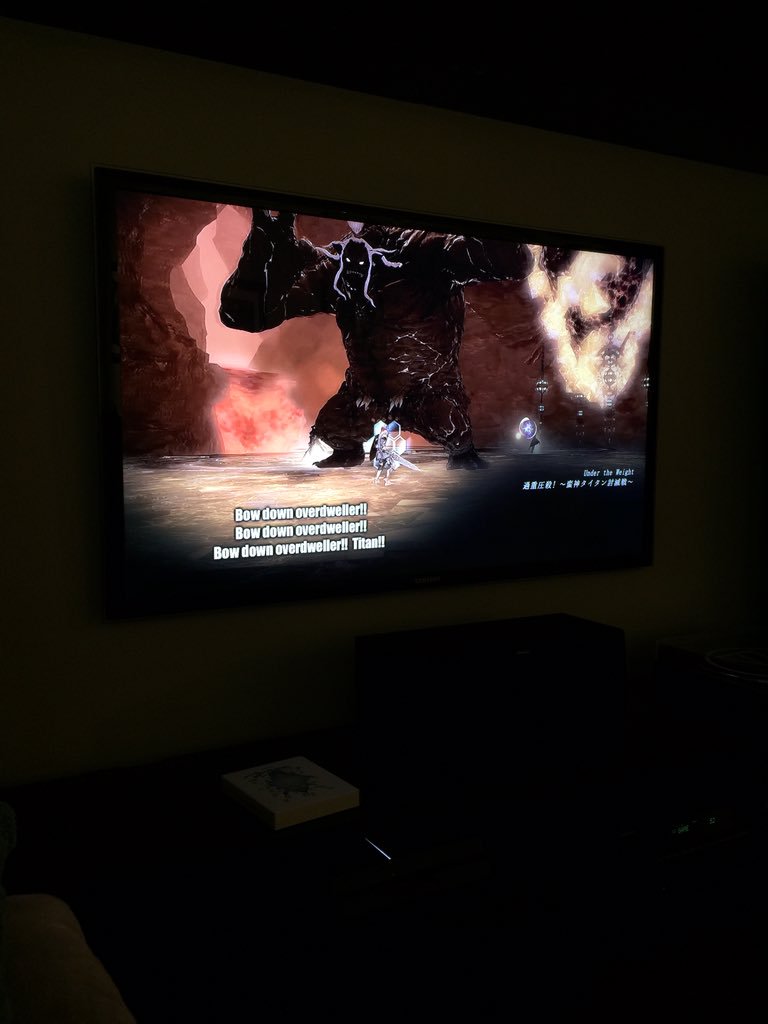 Under the Weight
過重圧殺! ～蛮神タイタン討滅戦～
Bow down overdweller!!
Bow down overdweller!!
Bow down overdweller!! Titan!!
SAMSUNG